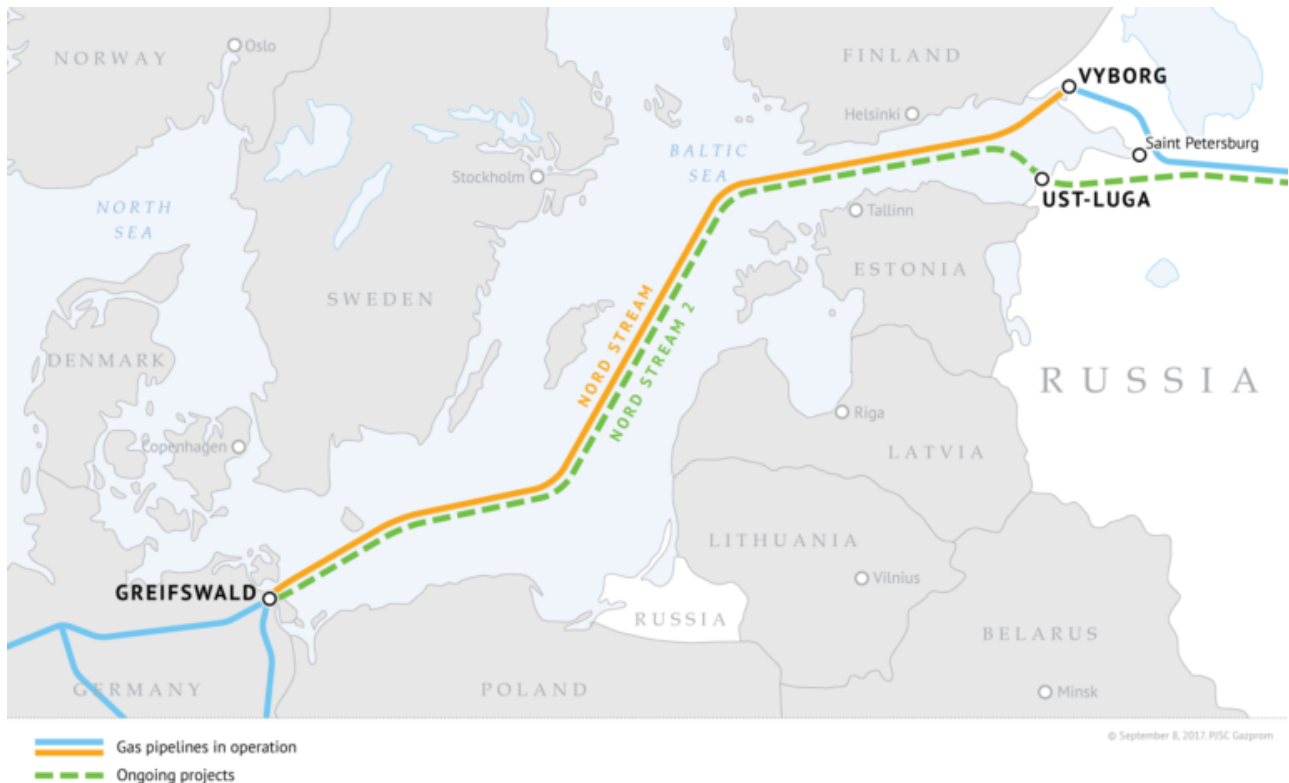 NORWAY
Oslo
FINLAND
VYBORG
Helsinki
Saint Petersburg
BALTIC
SEA
Stockholm
UST-LUGA
NORTH
SEA
Tallinn
ESTONIA
SWEDEN
NORD STREAM
NORD STREAM 2
DENMARK
RUSSIA
Riga
Copenhagen
LATVIA
LITHUANIA
Vilnius
GREIFSWALD
RUSSIA
BELARUS
GERMANY
POLAND
Minsk
Gas pipelines in operation
© September 8, 2017. PJSC Gazprom
Ongoing projects